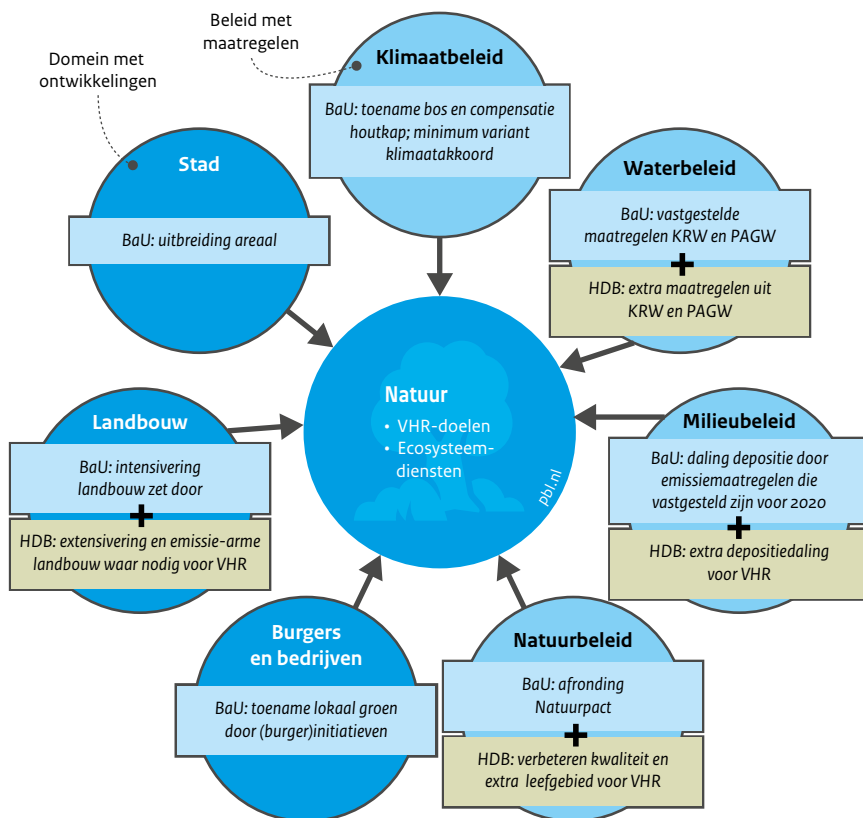 Beleid met
maatregelen
Domein met
ontwikkelingen
Klimaatbeleid
BaU: toename bos en compensatie
houtkap; minimum variant
klimaatakkoord
Stad
BaU: uitbreiding areaal
Waterbeleid
BaU: vastgestelde
maatregelen KRW en PAGW
+
HDB: extra maatregelen uit
KRW en PAGW
Natuur
• VHR-doelen
• Ecosysteem-
diensten
pbl.nl
Landbouw
BaU: intensivering
landbouw zet door
+
HDB: extensivering en emissie-arme
landbouw waar nodig voor VHR
Milieubeleid
BaU: daling depositie door
emissiemaatregelen die
vastgesteld zijn voor 2020
+
HDB: extra depositiedaling
voor VHR
Burgers
en bedrijven
BaU: toename lokaal groen
door (burger)initiatieven
Natuurbeleid
BaU: afronding
Natuurpact
+
HDB: verbeteren kwaliteit en
extra leefgebied voor VHR